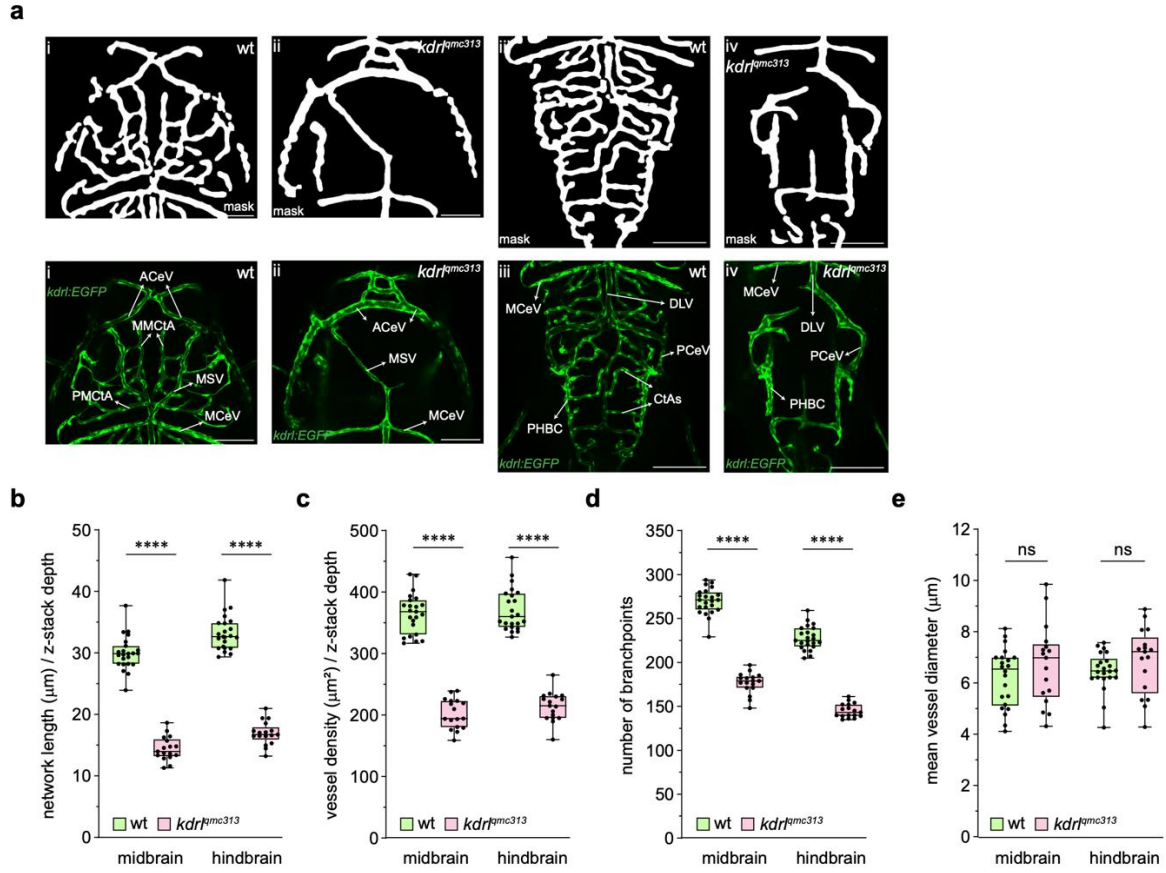 a
i
wt
mask
ii
kdrl^qmc313
mask
iii
wt
mask
iv
kdrl^qmc313
mask
i
wt
kdrl:EGFP
ACeV
MMCtA
MSV
PMCtA
MCeV
ii
kdrl^qmc313
ACeV
MSV
MCeV
kdrl:EGFP
iii
wt
MCeV
DLV
PCeV
CtAs
PHBC
kdrl:EGFP
iv
kdrl^qmc313
MCeV
DLV
PCeV
PHBC
kdrl:EGFP
b
network length (μm) / z-stack depth
50
40
30
20
10
0
**** ****
wt kdrl^qmc313
midbrain hindbrain
c
vessel density (μm²) / z-stack depth
500
400
300
200
100
0
**** ****
wt kdrl^qmc313
midbrain hindbrain
d
number of branchpoints
350
300
250
200
150
100
50
0
**** ****
wt kdrl^qmc313
midbrain hindbrain
e
mean vessel diameter (μm)
12
10
8
6
4
2
0
ns ns
wt kdrl^qmc313
midbrain hindbrain